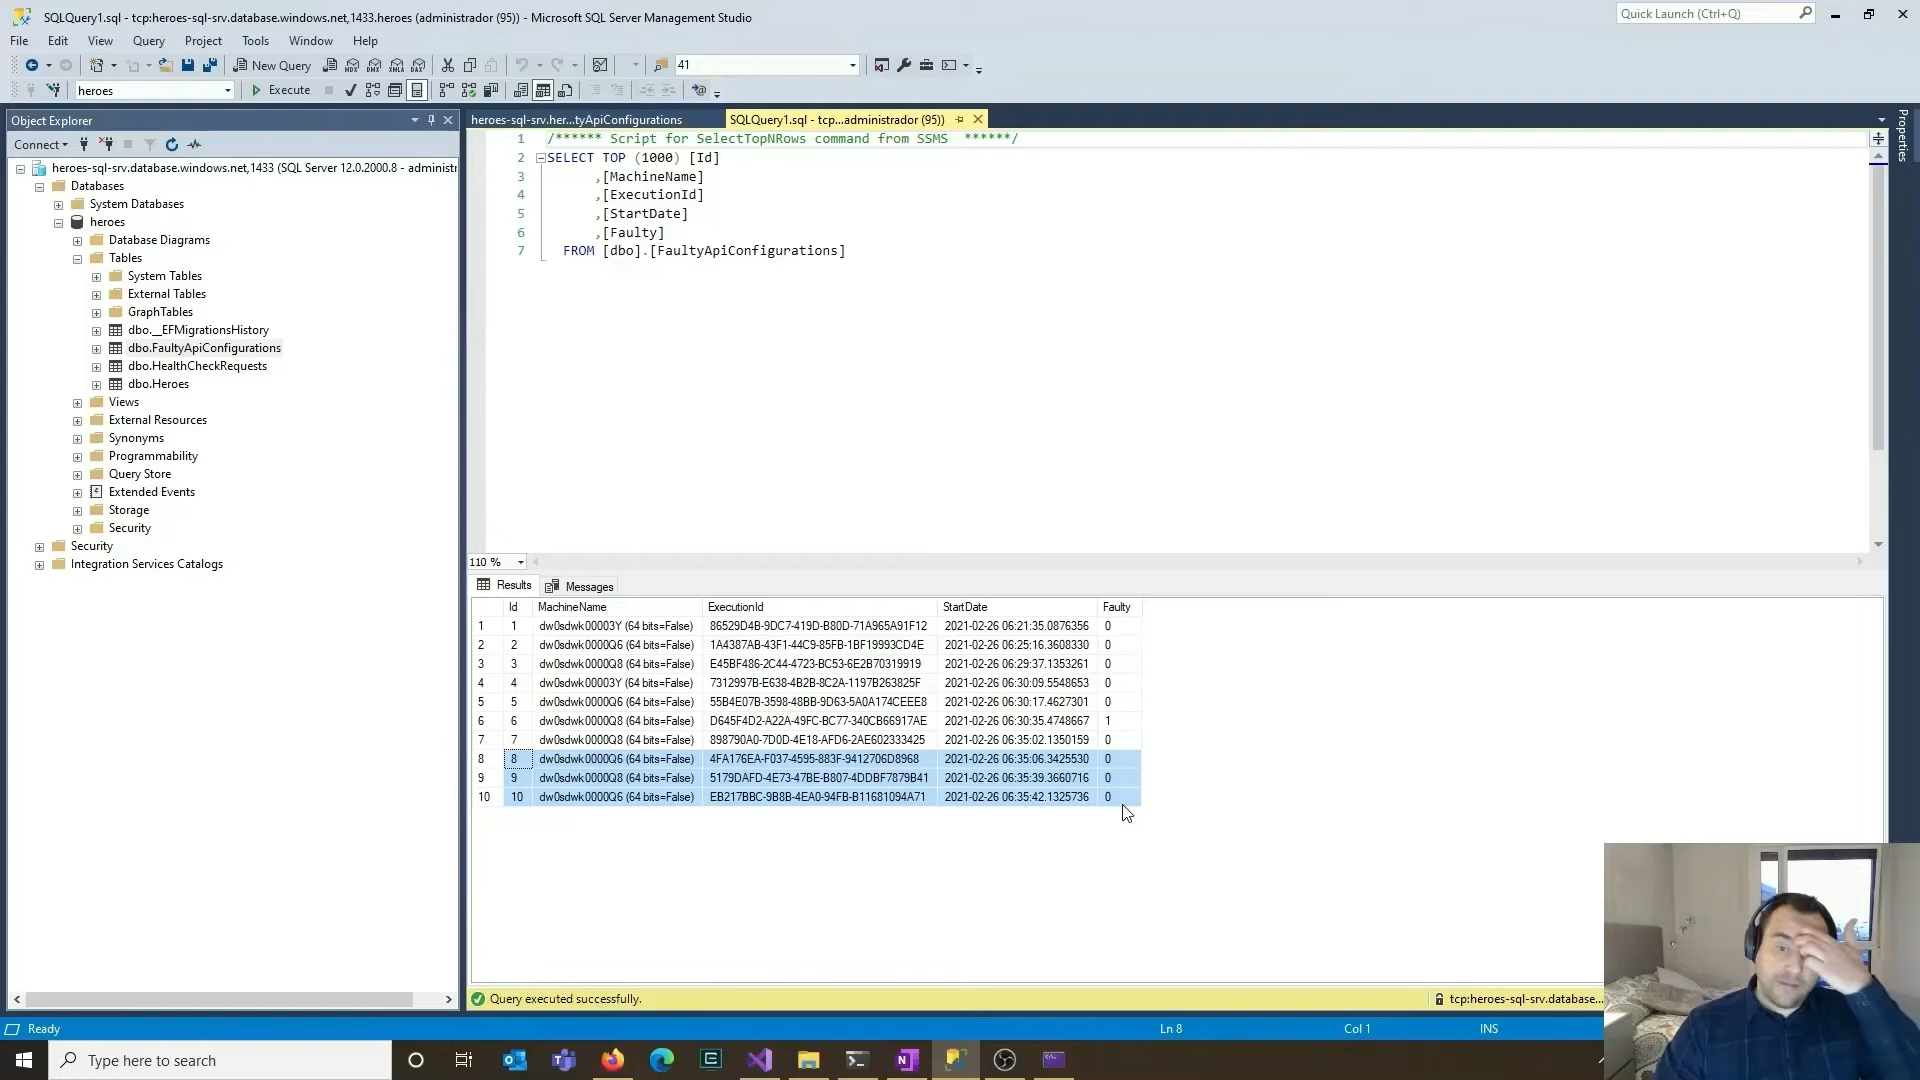 SQLQuery1.sql - tcp:heroes-sql-srv.database.windows.net,1433.heroes (administrador (95)) - Microsoft SQL Server Management Studio
Quick Launch (Ctrl+Q)
File Edit View Query Project Tools Window Help
New Query
41
heroes
Execute
Object Explorer
Connect
heroes-sql-srv.database.windows.net,1433 (SQL Server 12.0.2000.8 - administr
Databases
System Databases
heroes
Database Diagrams
Tables
System Tables
External Tables
GraphTables
dbo.__EFMigrationsHistory
dbo.FaultyApiConfigurations
dbo.HealthCheckRequests
dbo.Heroes
Views
External Resources
Synonyms
Programmability
Query Store
Extended Events
Storage
Security
Security
Integration Services Catalogs
heroes-sql-srv.her...tyApiConfigurations
SQLQuery1.sql - tcp...administrador (95))
Properties
1 /****** Script for SelectTopNRows command from SSMS ******/
2 SELECT TOP (1000) [Id]
3 ,[MachineName]
4 ,[ExecutionId]
5 ,[StartDate]
6 ,[Faulty]
7 FROM [dbo].[FaultyApiConfigurations]
110 %
Results Messages
Id MachineName ExecutionId StartDate Faulty
1 1 dw0sdwk00003Y (64 bits=False) 86529D4B-9DC7-419D-B80D-71A965A91F12 2021-02-26 06:21:35.0876356 0
2 2 dw0sdwk0000Q6 (64 bits=False) 1A4387AB-43F1-44C9-85FB-1BF19993CD4E 2021-02-26 06:25:16.3608330 0
3 3 dw0sdwk0000Q8 (64 bits=False) E45BF486-2C44-4723-BC53-6E2B70319919 2021-02-26 06:29:37.1353261 0
4 4 dw0sdwk00003Y (64 bits=False) 7312997B-E638-4B2B-8C2A-1197B263825F 2021-02-26 06:30:09.5548653 0
5 5 dw0sdwk0000Q6 (64 bits=False) 55B4E07B-3598-48BB-9D63-5A0A174CEEE8 2021-02-26 06:30:17.4627301 0
6 6 dw0sdwk0000Q8 (64 bits=False) D645F4D2-A22A-49FC-BC77-340CB66917AE 2021-02-26 06:30:35.4748667 1
7 7 dw0sdwk0000Q8 (64 bits=False) 898790A0-7D0D-4E18-AFD6-2AE602333425 2021-02-26 06:35:02.1350159 0
8 8 dw0sdwk0000Q6 (64 bits=False) 4FA176EA-F037-4595-883F-9412706D8968 2021-02-26 06:35:06.3425530 0
9 9 dw0sdwk0000Q8 (64 bits=False) 5179DAFD-4E73-47BE-B807-4DDBF7879B41 2021-02-26 06:35:39.3660716 0
10 10 dw0sdwk0000Q6 (64 bits=False) EB217BBC-9B8B-4EA0-94FB-B11681094A71 2021-02-26 06:35:42.1325736 0
Query executed successfully.
tcp:heroes-sql-srv.database...
Ready
Ln 8
Col 1
INS
Type here to search